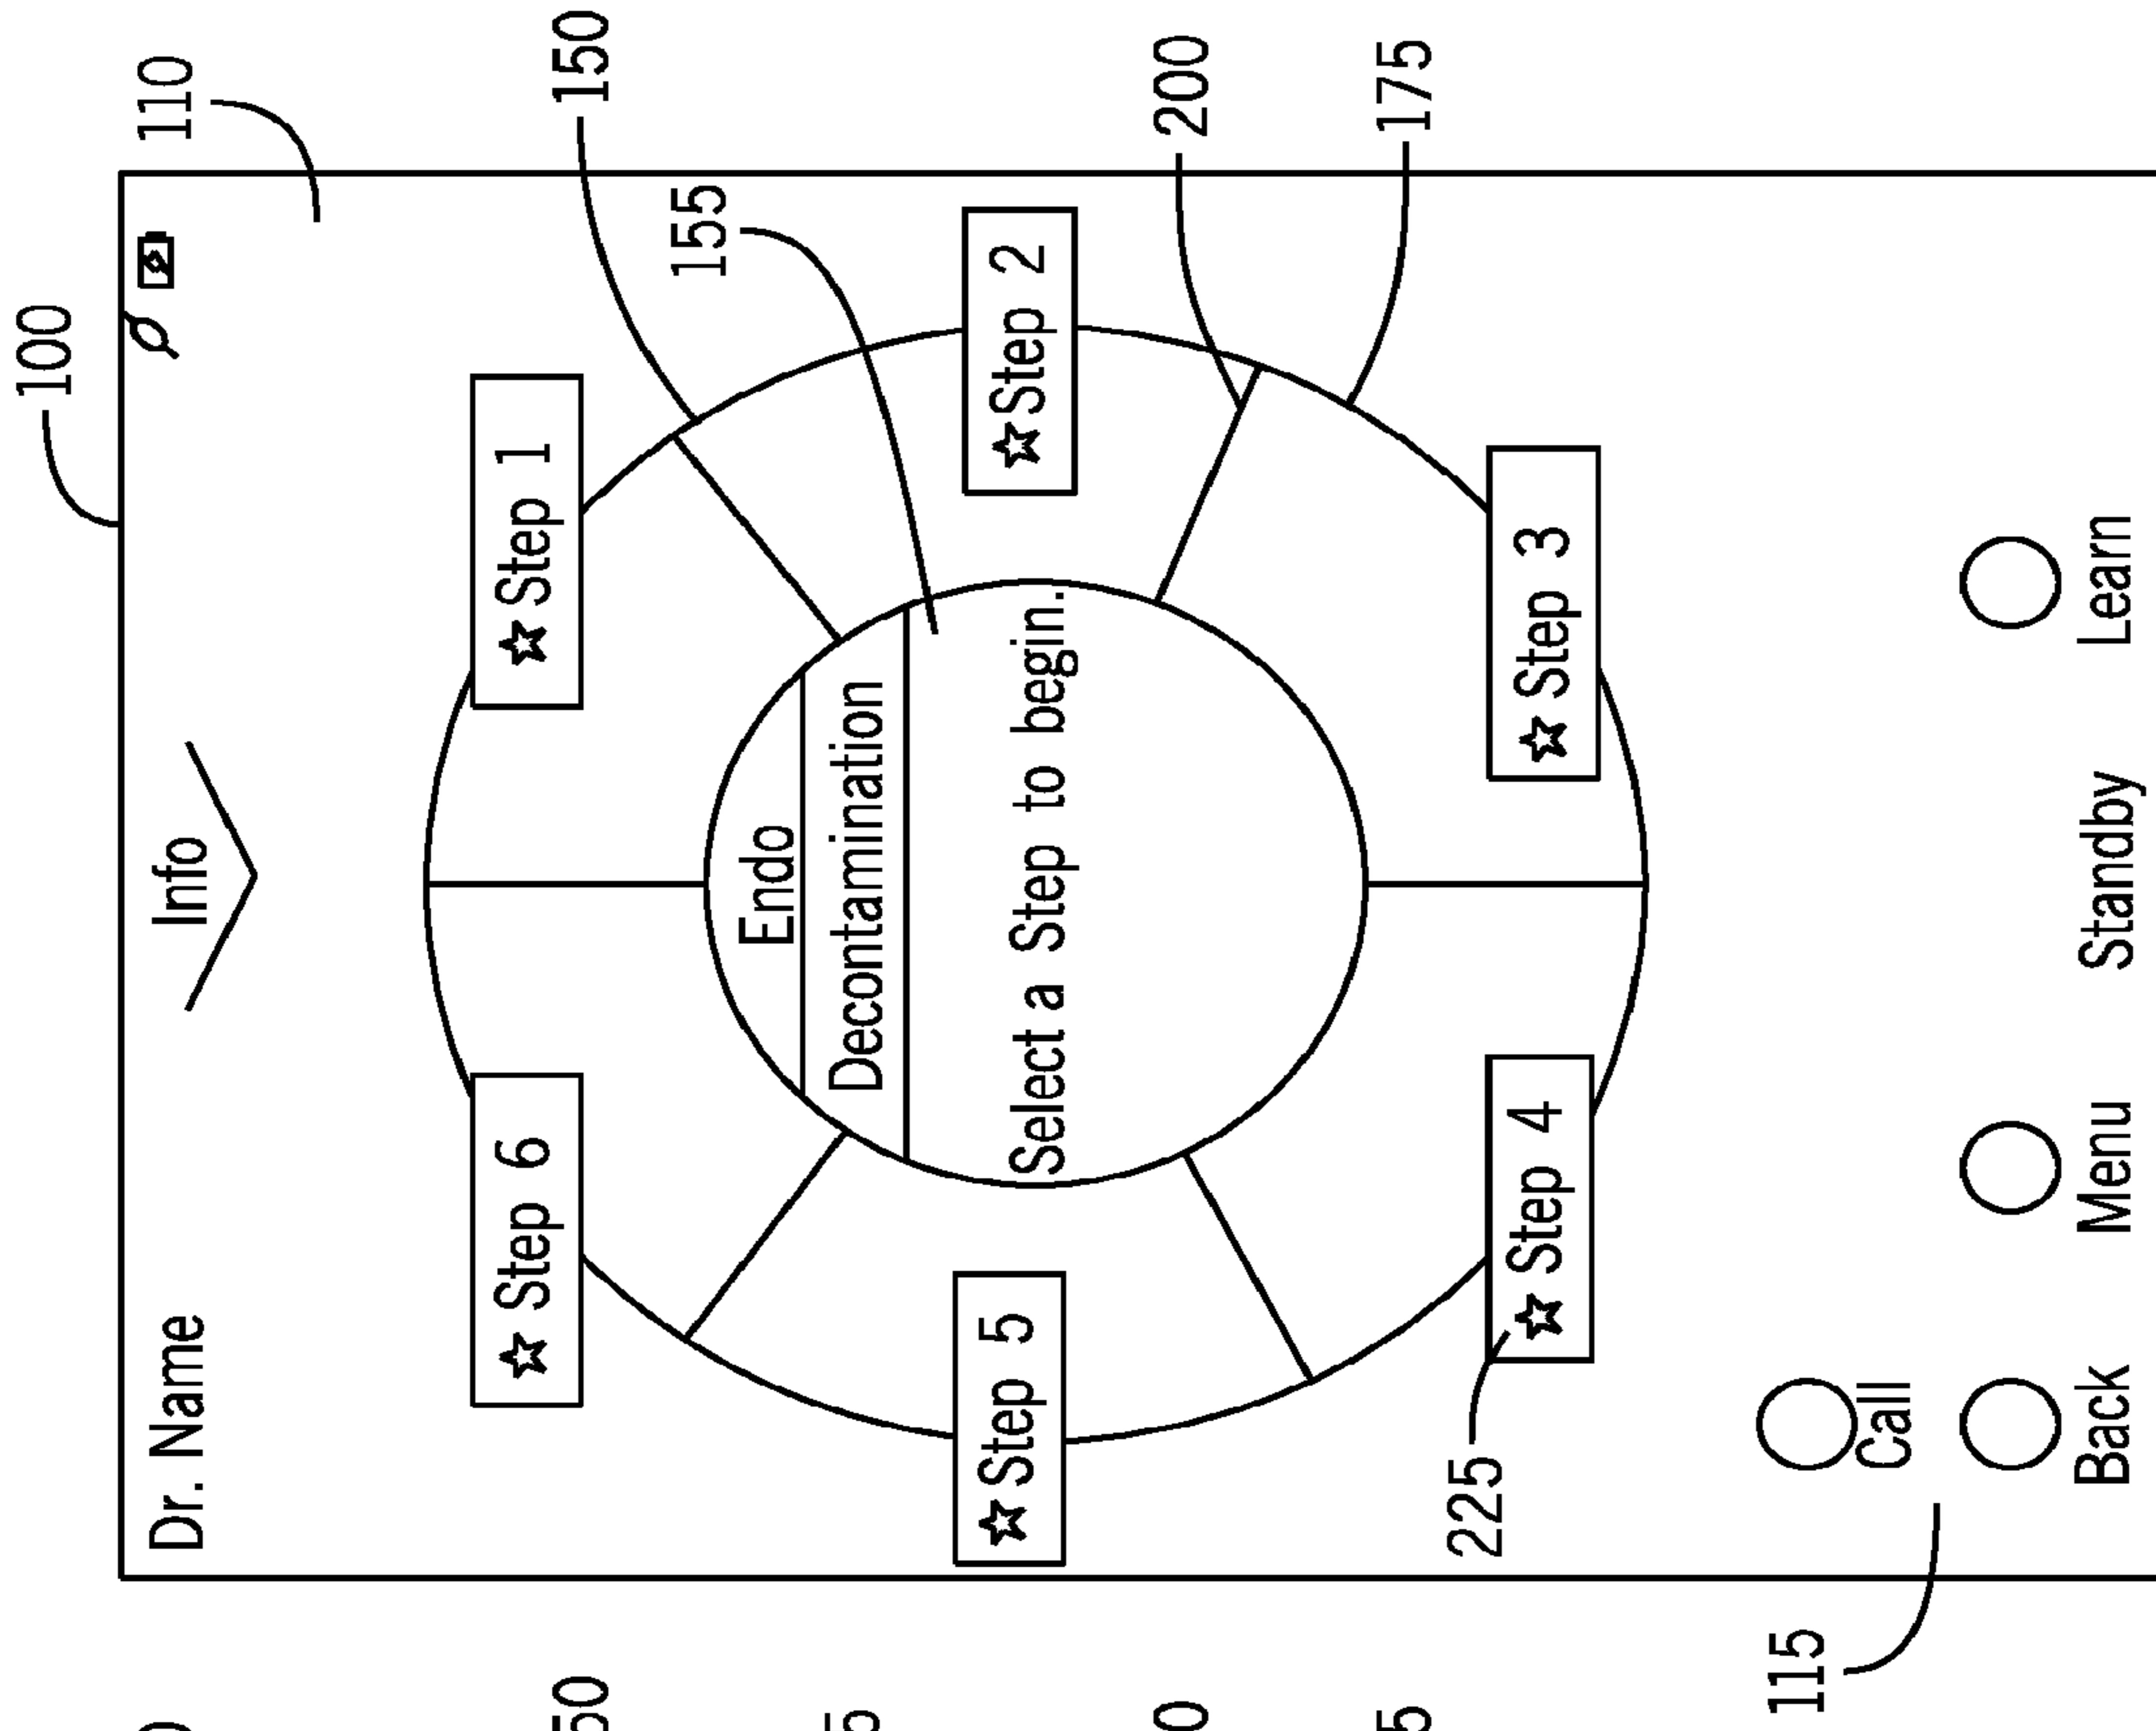 100
110
Dr. Name
Info
150
155
☆Step 1
☆Step 6
Endo
Decontamination
☆Step 2
☆Step 5
Select a Step to begin.
200
175
☆Step 3
☆Step 4
225
Call
115
Back
Menu
Standby
Learn
50